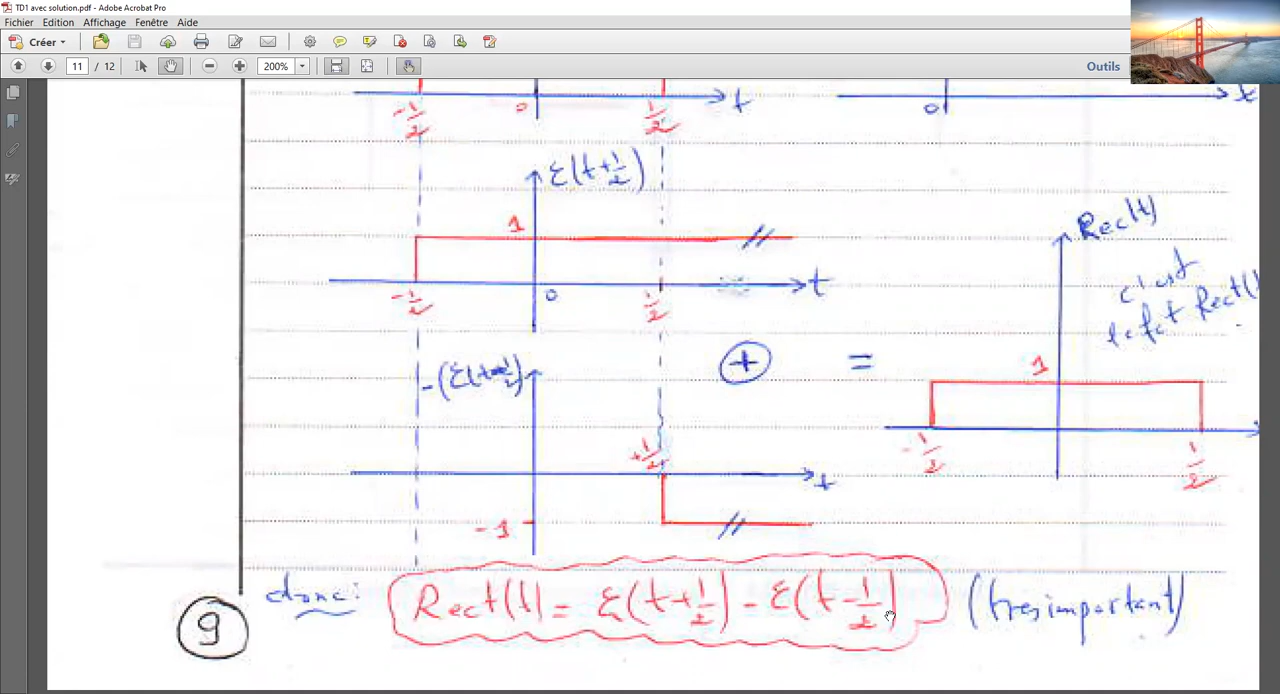 TD1 avec solution.pdf - Adobe Acrobat Pro
Fichier Edition Affichage Fenêtre Aide
Créer
11 / 12 200% Outils
-1/2 0 1/2 t 0 t
ε(t+1/2)
1
-1/2 0 1/2 t
Rect(t)
c'est
la fct Rect(t
-(ε(t-1/2))
+ =
1
-1/2 1/2
+1/2
t
-1
donc: Rect(t) = ε(t+1/2) - ε(t-1/2) (tres important)
9